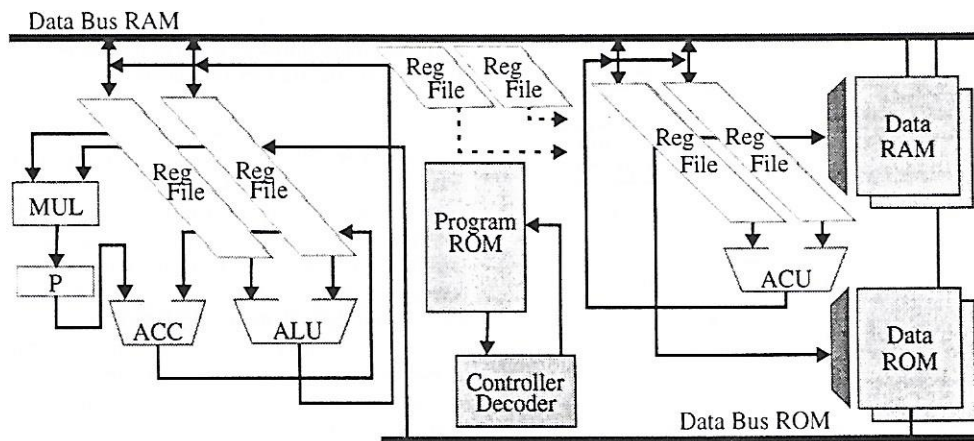 Data Bus RAM
Reg
File
Reg
File
Reg
File
Reg
File
MUL
P
ACC
ALU
Program
ROM
Controller
Decoder
Reg
File
Reg
File
ACU
Data
RAM
Data
ROM
Data Bus ROM